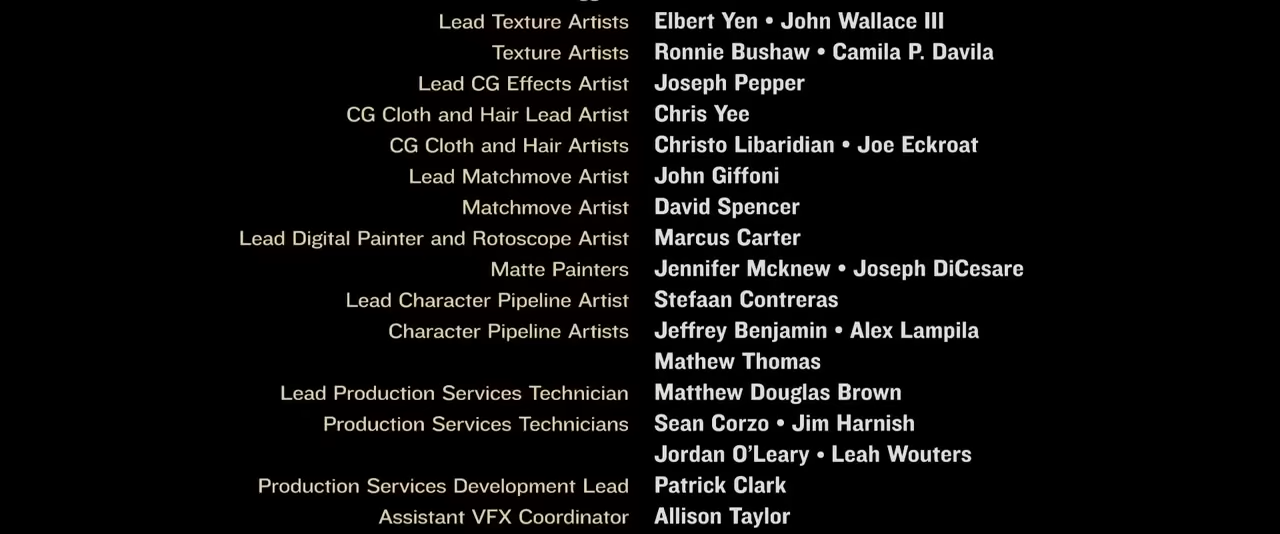 Lead Texture Artists Elbert Yen • John Wallace III
Texture Artists Ronnie Bushaw • Camila P. Davila
Lead CG Effects Artist Joseph Pepper
CG Cloth and Hair Lead Artist Chris Yee
CG Cloth and Hair Artists Christo Libaridian • Joe Eckroat
Lead Matchmove Artist John Giffoni
Matchmove Artist David Spencer
Lead Digital Painter and Rotoscope Artist Marcus Carter
Matte Painters Jennifer Mcknew • Joseph DiCesare
Lead Character Pipeline Artist Stefaan Contreras
Character Pipeline Artists Jeffrey Benjamin • Alex Lampila
Mathew Thomas
Lead Production Services Technician Matthew Douglas Brown
Production Services Technicians Sean Corzo • Jim Harnish
Jordan O'Leary • Leah Wouters
Production Services Development Lead Patrick Clark
Assistant VFX Coordinator Allison Taylor